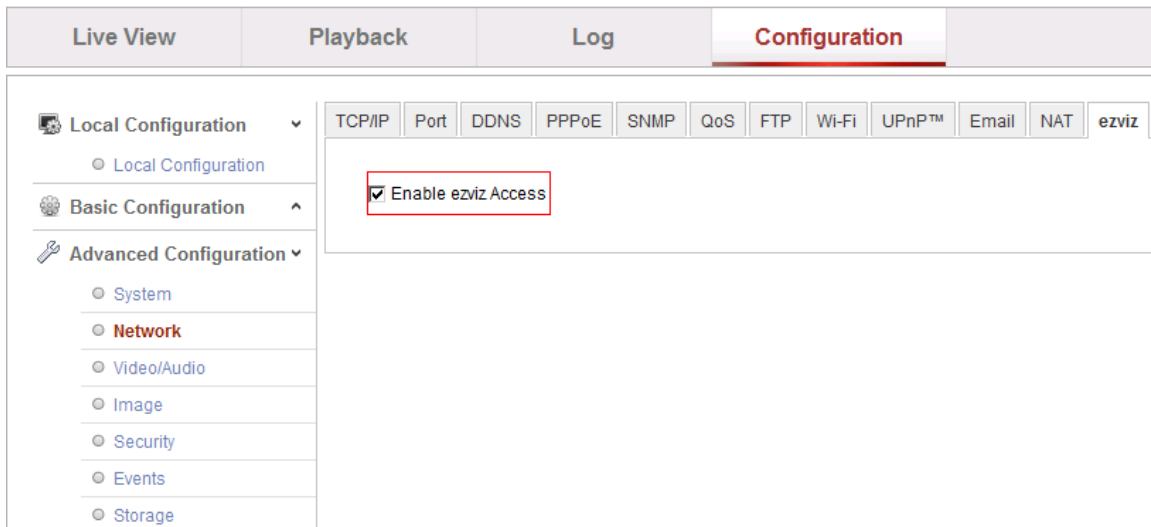 Live View Playback Log Configuration
Local Configuration
Local Configuration
Basic Configuration
Advanced Configuration
System
Network
Video/Audio
Image
Security
Events
Storage
TCP/IP Port DDNS PPPoE SNMP QoS FTP Wi-Fi UPnP™ Email NAT ezviz
Enable ezviz Access